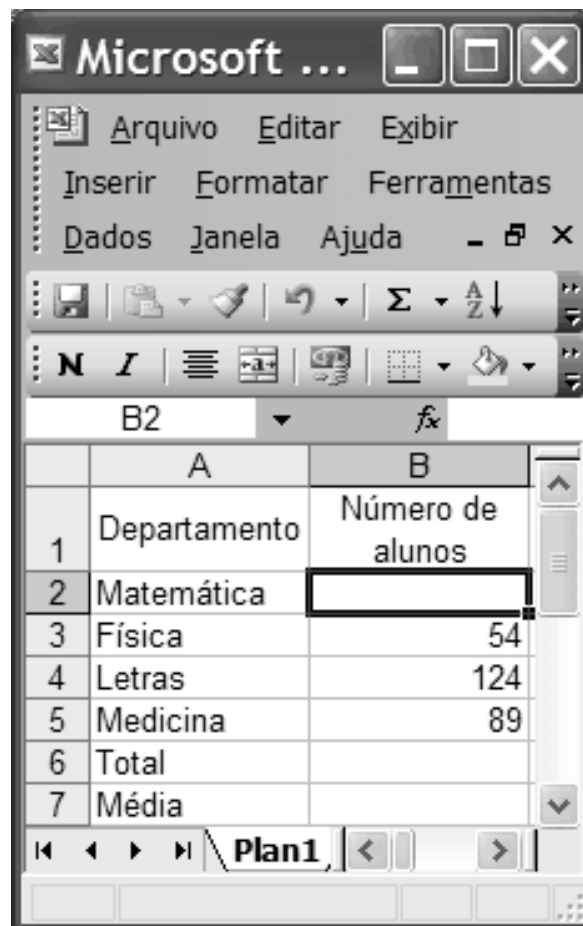 Microsoft ...
Arquivo Editar Exibir
Inserir Formatar Ferramentas
Dados Janela Ajuda
Σ A Z
N I a
B2 fx
A B
1 Departamento Número de alunos
2 Matemática
3 Física 54
4 Letras 124
5 Medicina 89
6 Total
7 Média
Plan1